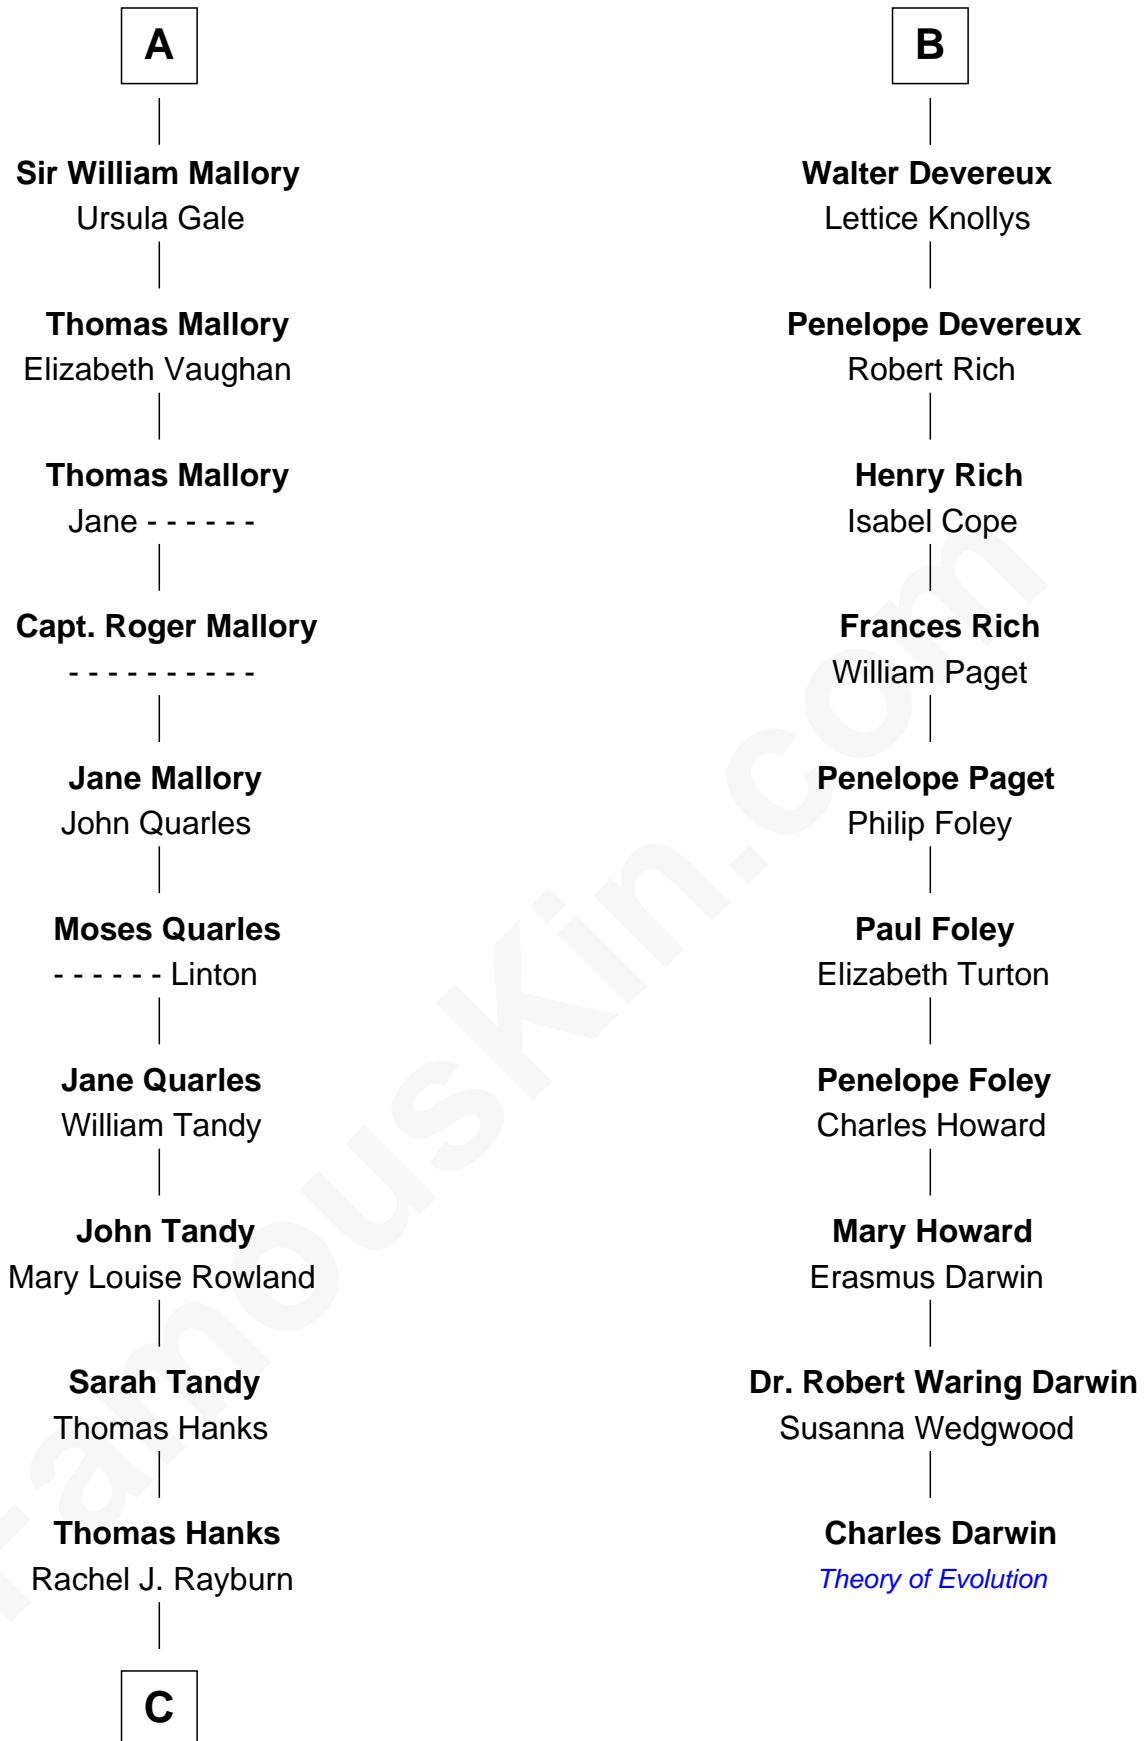 A
Sir William Mallory
Ursula Gale
Thomas Mallory
Elizabeth Vaughan
Thomas Mallory
Jane - - - - - -
Capt. Roger Mallory
- - - - - - - - - -
Jane Mallory
John Quarles
Moses Quarles
- - - - - - Linton
Jane Quarles
William Tandy
John Tandy
Mary Louise Rowland
Sarah Tandy
Thomas Hanks
Thomas Hanks
Rachel J. Rayburn
C
B
Walter Devereux
Lettice Knollys
Penelope Devereux
Robert Rich
Henry Rich
Isabel Cope
Frances Rich
William Paget
Penelope Paget
Philip Foley
Paul Foley
Elizabeth Turton
Penelope Foley
Charles Howard
Mary Howard
Erasmus Darwin
Dr. Robert Waring Darwin
Susanna Wedgwood
Charles Darwin
Theory of Evolution
FamousKin.com